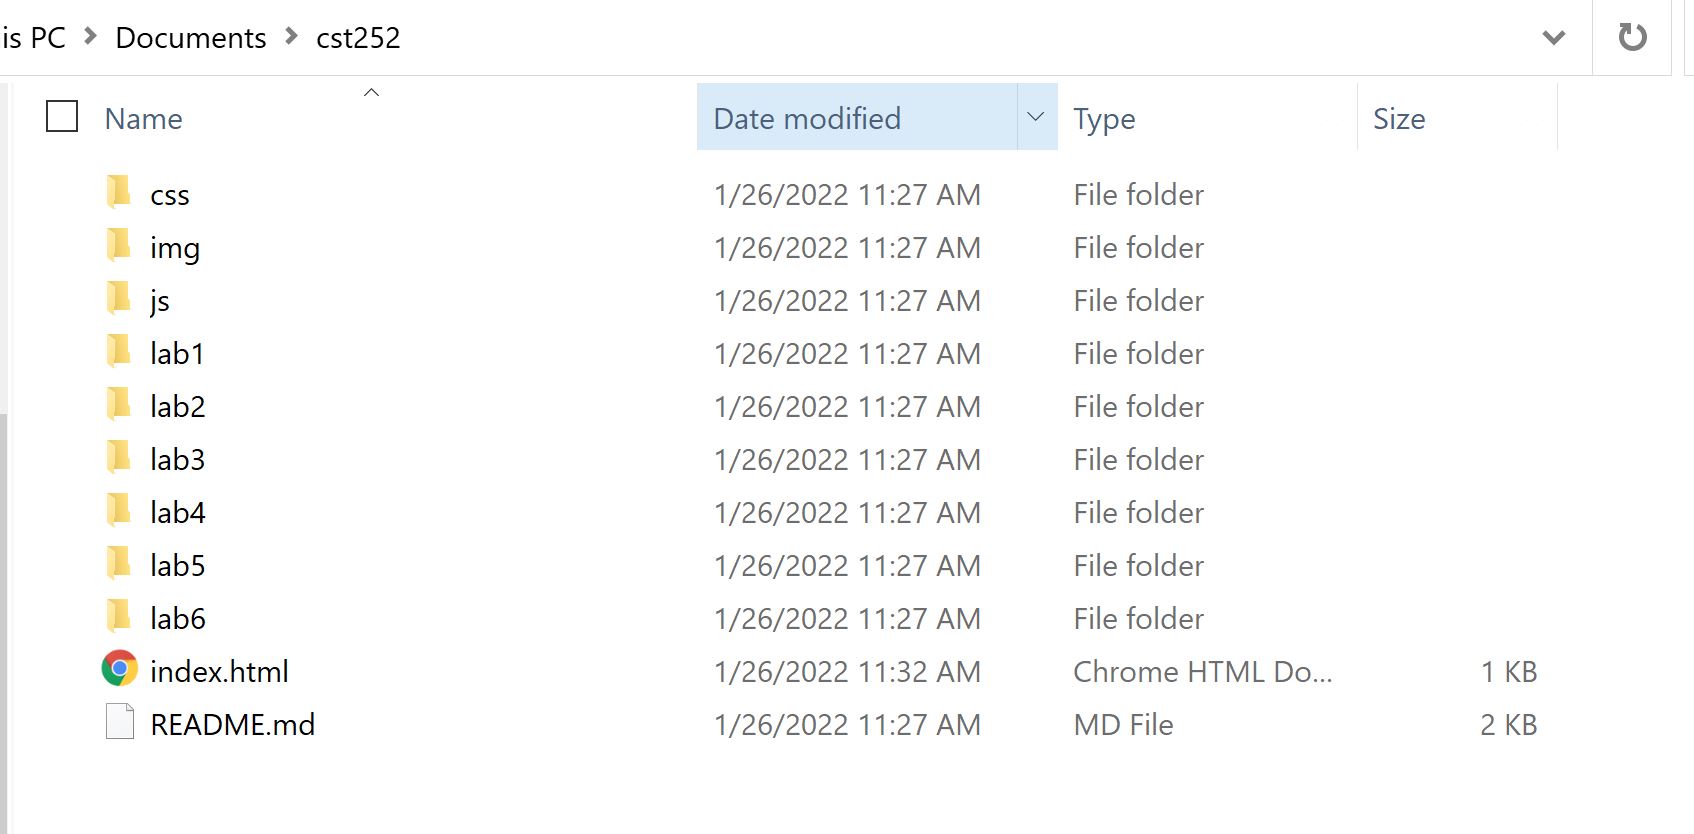 is PC > Documents > cst252
Name Date modified Type Size
css 1/26/2022 11:27 AM File folder
img 1/26/2022 11:27 AM File folder
js 1/26/2022 11:27 AM File folder
lab1 1/26/2022 11:27 AM File folder
lab2 1/26/2022 11:27 AM File folder
lab3 1/26/2022 11:27 AM File folder
lab4 1/26/2022 11:27 AM File folder
lab5 1/26/2022 11:27 AM File folder
lab6 1/26/2022 11:27 AM File folder
index.html 1/26/2022 11:32 AM Chrome HTML Do... 1 KB
README.md 1/26/2022 11:27 AM MD File 2 KB